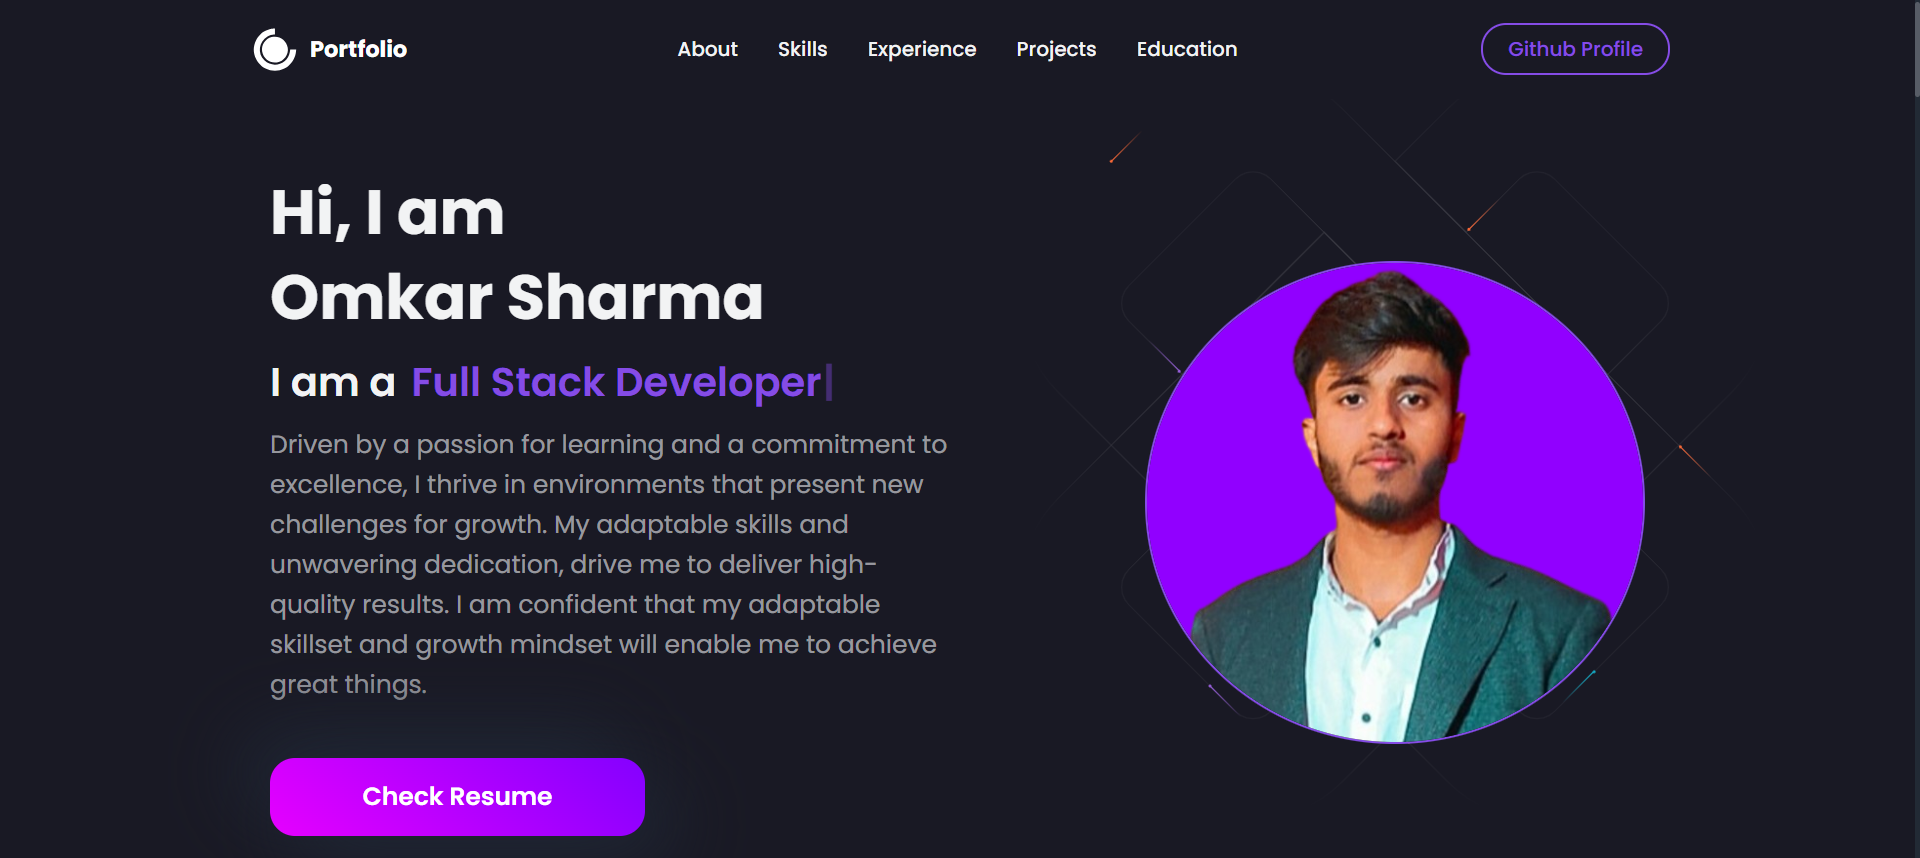 Portfolio
About
Skills
Experience
Projects
Education
Github Profile
Hi, I am
Omkar Sharma
I am a Full Stack Developer|
Driven by a passion for learning and a commitment to
excellence, I thrive in environments that present new
challenges for growth. My adaptable skills and
unwavering dedication, drive me to deliver high-
quality results. I am confident that my adaptable
skillset and growth mindset will enable me to achieve
great things.
Check Resume